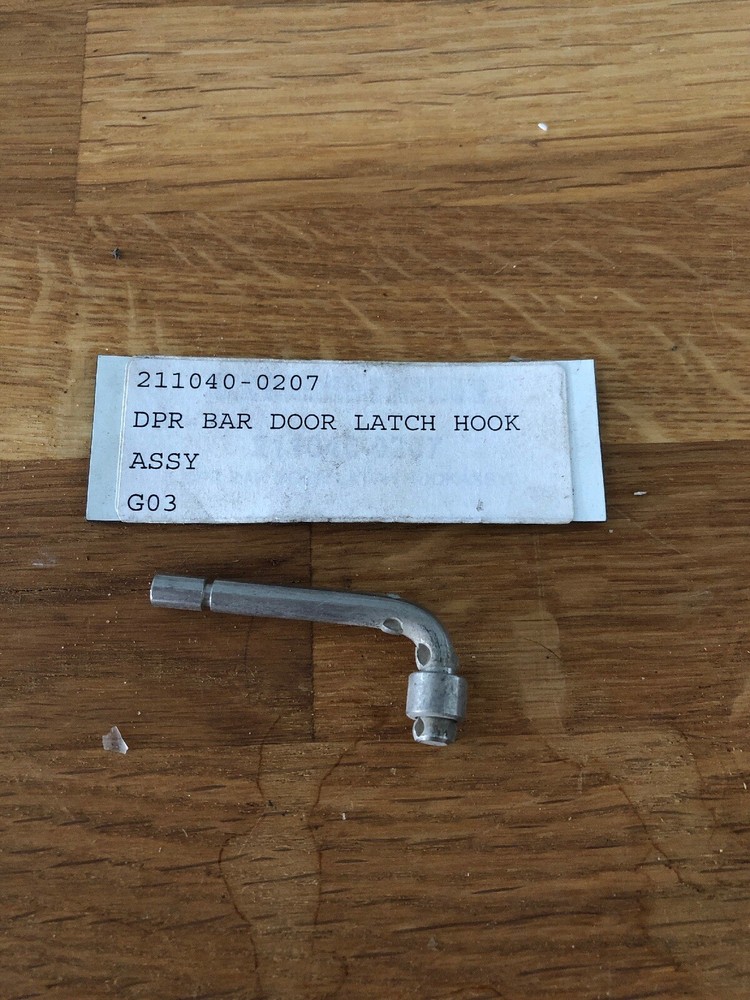 211040-0207
DPR BAR DOOR LATCH HOOK
ASSY
G03